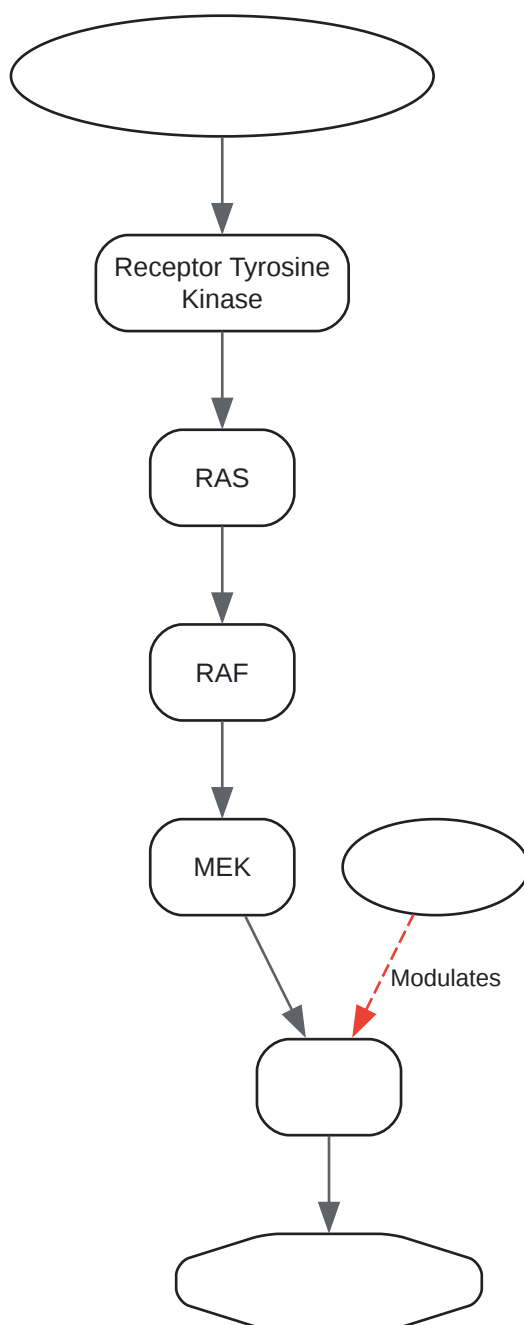 Receptor Tyrosine
Kinase
RAS
RAF
MEK
Modulates